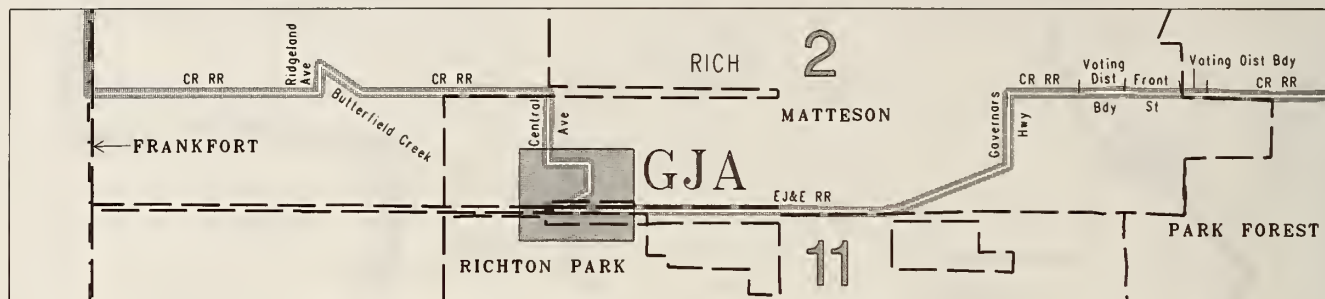 CR RR
Ridgeland
Ave
CR RR
Butterfield Creek
FRANKFORT
Central
Ave
RICH
2
MATTESON
GJA
EJ&E RR
Governors
Hwy
CR RR
Voting
Dist
Bdy
Front
St
Voting Dist Bdy
CR RR
RICHTON PARK
11
PARK FOREST